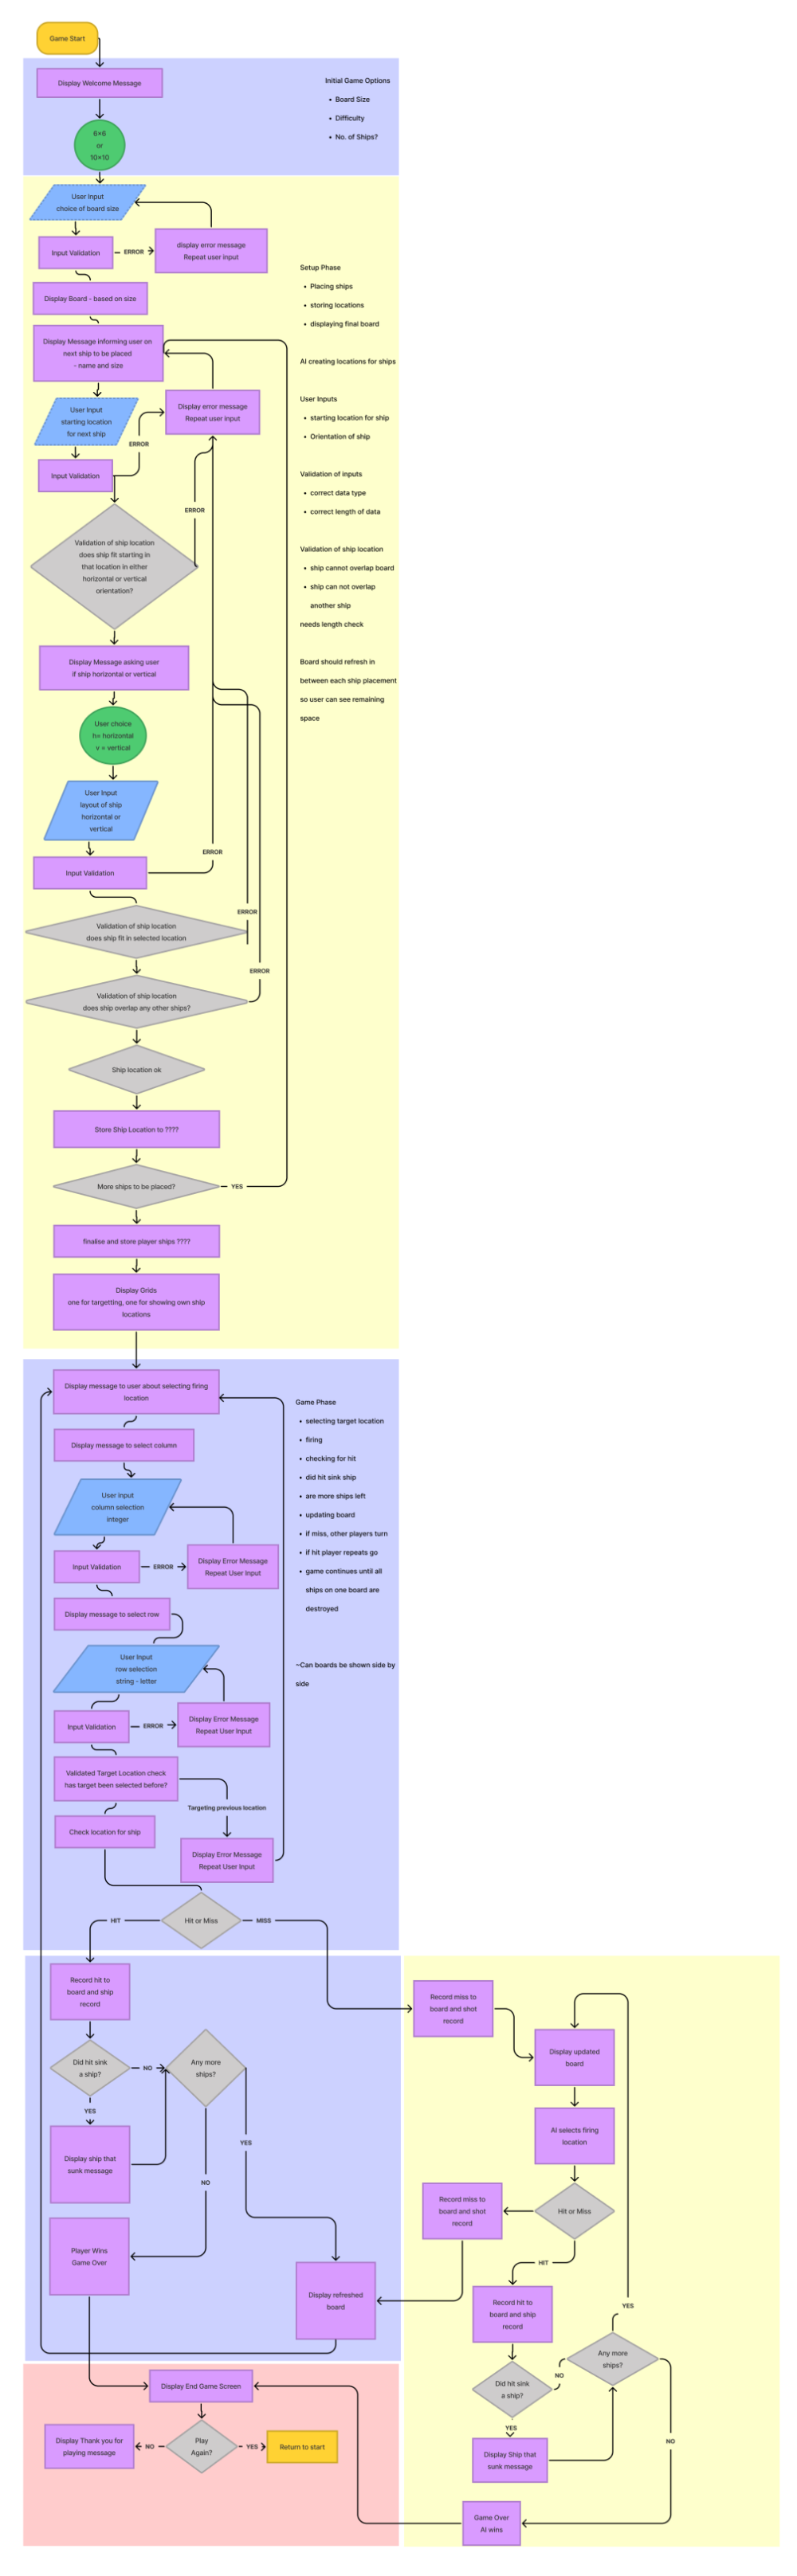 Game Start
Display Welcome Message
Initial Game Options
• Board Size
• Difficulty
• No. of Ships?
6x6
or
10x10
User Input
choice of board size
Input Validation
ERROR
display error message
Repeat user input
Display Board - based on size
Display Message Informing user on
next ship to be placed
- name and size
Setup Phase
• Placing ships
• storing locations
• displaying final board
AI creating locations for ships
User Inputs
• starting location for ship
• Orientation of ship
Validation of inputs
• correct data type
• correct length of data
Validation of ship location
• ship cannot overlap board
• ship can not overlap
another ship
needs length check
Board should refresh in
between each ship placement
so user can see remaining
space
Display error message
Repeat user input
User Input
starting location
for next ship
ERROR
Input Validation
ERROR
Validation of ship location
does ship fit starting in
that location in either
horizontal or vertical
orientation?
Display Message asking user
if ship horizontal or vertical
User choice
h= horizontal
v = vertical
User Input
layout of ship
horizontal or
vertical
ERROR
Input Validation
ERROR
Validation of ship location
does ship fit in selected location
ERROR
Validation of ship location
does ship overlap any other ships?
Ship location ok
Store Ship Location to ????
More ships to be placed?
YES
finalise and store player ships ????
Display Grids
one for targetting, one for showing own ship
locations
Display message to user about selecting firing
location
Game Phase
• selecting target location
• firing
• checking for hit
• did hit sink ship
• are more ships left
• updating board
• if miss, other players turn
• if hit player repeats go
• game continues until all
ships on one board are
destroyed
~Can boards be shown side by
side
Display message to select column
User input
column selection
integer
Input Validation
ERROR
Display Error Message
Repeat User Input
Display message to select row
User Input
row selection
string - letter
Input Validation
ERROR
Display Error Message
Repeat User Input
Validated Target Location check
has target been selected before?
Targeting previous location
Check location for ship
Display Error Message
Repeat User Input
HIT
Hit or Miss
MISS
Record hit to
board and ship
record
Did hit sink
a ship?
NO
Any more
ships?
YES
YES
Display ship that
sunk message
NO
Player Wins
Game Over
Display refreshed
board
Record miss to
board and shot
record
Display updated
board
AI selects firing
location
Record miss to
board and shot
record
Hit or Miss
HIT
Record hit to
board and ship
record
YES
Any more
ships?
NO
Did hit sink
a ship?
YES
NO
Display Ship that
sunk message
Game Over
AI wins
Display End Game Screen
Display Thank you for
playing message
NO
Play
Again?
YES
Return to start